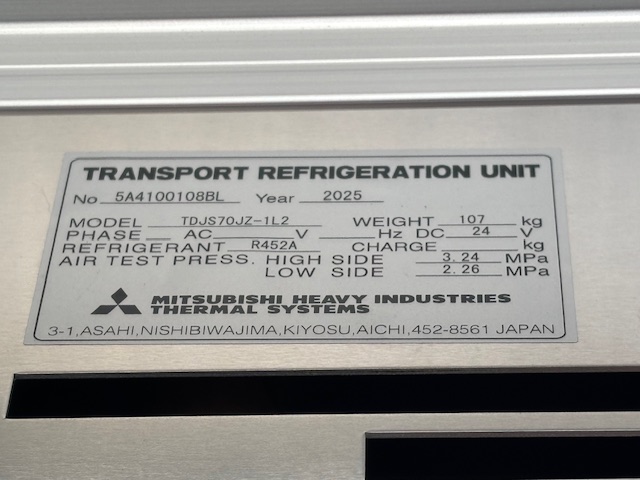 TRANSPORT REFRIGERATION UNIT
No 5A4100108BL Year 2025
MODEL TDJS70JZ-1L2 WEIGHT 107 kg
PHASE AC V Hz DC 24 V
REFRIGERANT R452A CHARGE kg
AIR TEST PRESS. HIGH SIDE 3.24 MPa
LOW SIDE 2.26 MPa
MITSUBISHI HEAVY INDUSTRIES
THERMAL SYSTEMS
3-1,ASAHI,NISHIBIWAJIMA,KIYOSU,AICHI,452-8561 JAPAN